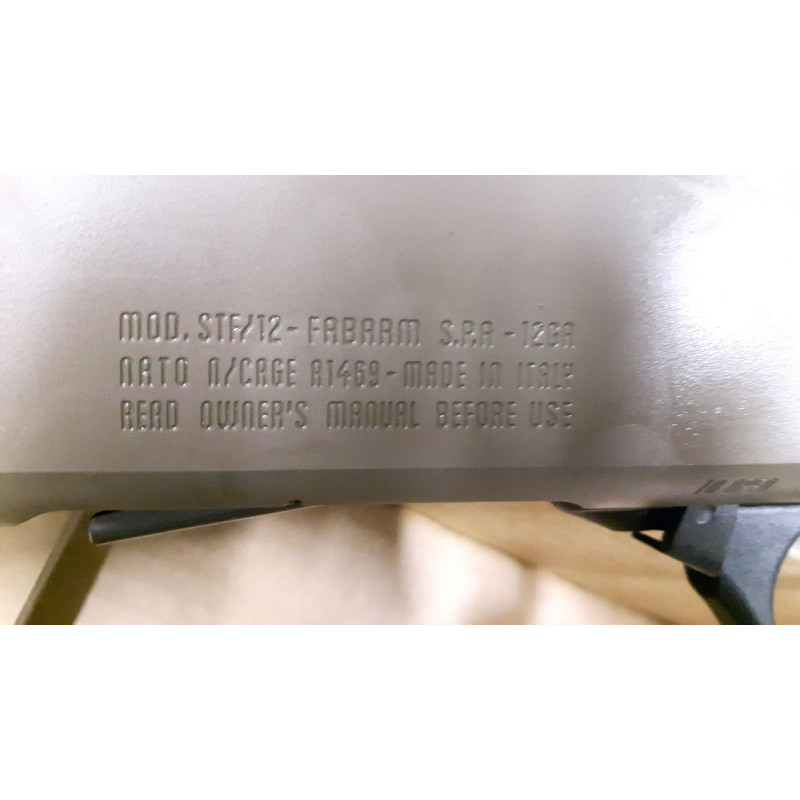 MOD. STF/12 - FABARM S.P.A - 12GA
NATO N/CAGE A1469 - MADE IN ITALY
READ OWNER'S MANUAL BEFORE USE